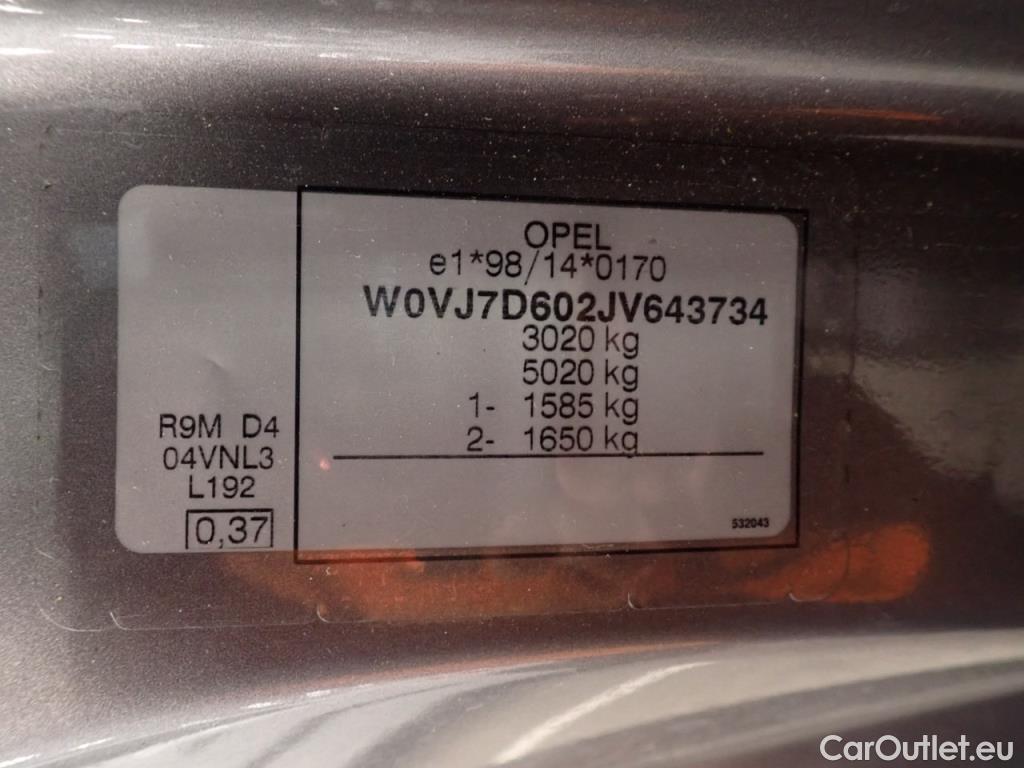 OPEL
e1*98/14*0170
W0VJ7D602JV643734
3020 kg
5020 kg
1- 1585 kg
2- 1650 kg
R9M D4
04VNL3
L192
0,37
532043
CarOutlet.eu